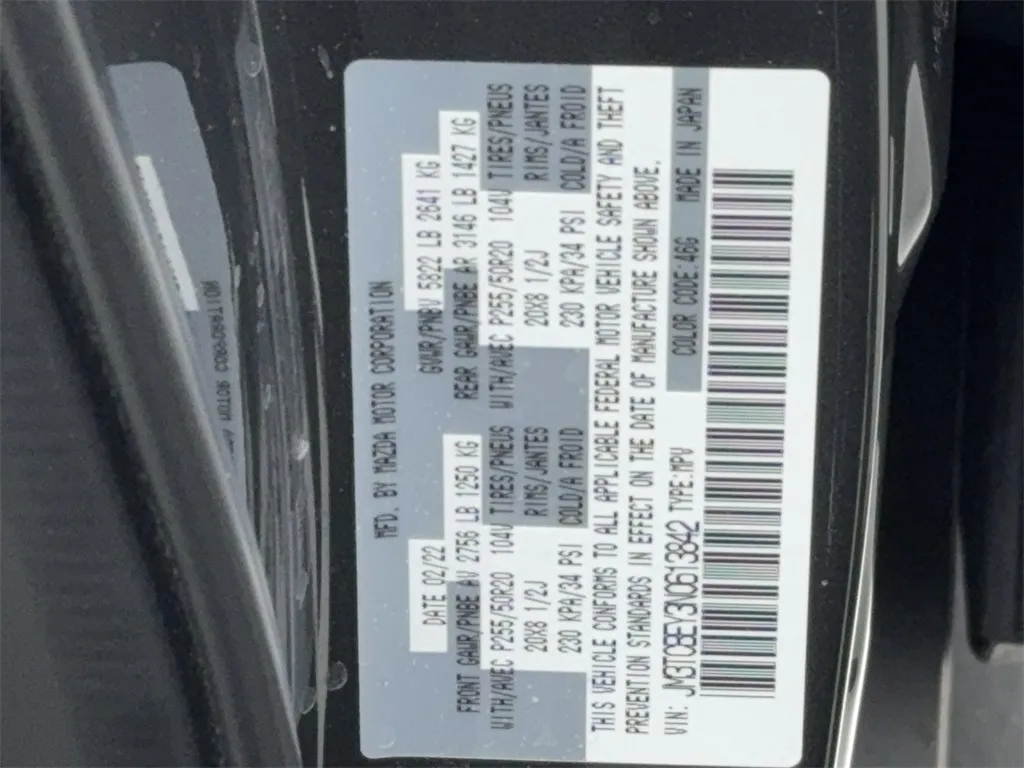 MFD. BY MAZDA MOTOR CORPORATION
DATE 02/22 GVWR/PNBV 5822 LB 2641 KG
FRONT GAWR/PNBE AV 2756 LB 1250 KG REAR GAWR/PNBE AR 3146 LB 1427 KG
WITH/AVEC P255/50R20 104V TIRES/PNEUS WITH/AVEC P255/50R20 104V TIRES/PNEUS
20X8 1/2J RIMS/JANTES 20X8 1/2J RIMS/JANTES
230 KPA/34 PSI COLD/A FROID 230 KPA/34 PSI COLD/A FROID
THIS VEHICLE CONFORMS TO ALL APPLICABLE FEDERAL MOTOR VEHICLE SAFETY AND THEFT
PREVENTION STANDARDS IN EFFECT ON THE DATE OF MANUFACTURE SHOWN ABOVE.
VIN: JM3TCBEY3N0613842 TYPE:MPV COLOR CODE:46G MADE IN JAPAN